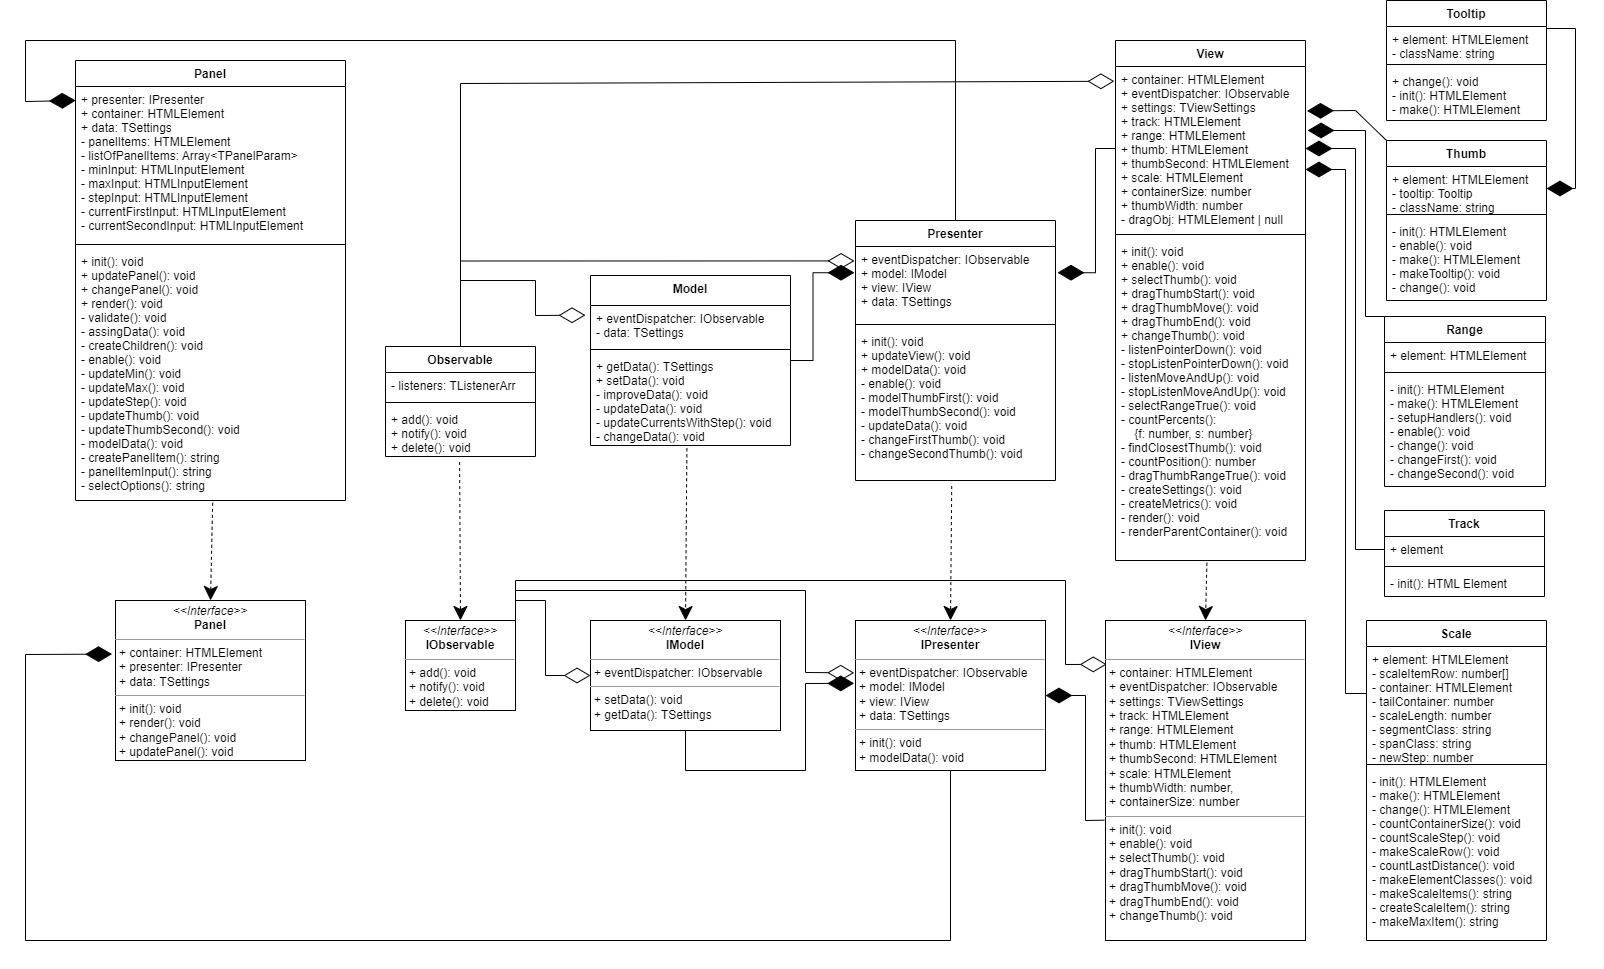 Panel
+ presenter: IPresenter
+ container: HTMLElement
+ data: TSettings
- panelItems: HTMLElement
- listOfPanelItems: Array<TPanelParam>
- minInput: HTMLInputElement
- maxInput: HTMLInputElement
- stepInput: HTMLInputElement
- currentFirstInput: HTMLInputElement
- currentSecondInput: HTMLInputElement
+ init(): void
+ updatePanel(): void
+ changePanel(): void
+ render(): void
- validate(): void
- assingData(): void
- createChildren(): void
- enable(): void
- updateMin(): void
- updateMax(): void
- updateStep(): void
- updateThumb(): void
- updateThumbSecond(): void
- modelData(): void
- createPanelItem(): string
- panelItemInput(): string
- selectOptions(): string
Observable
- listeners: TListenerArr
+ add(): void
+ notify(): void
+ delete(): void
Model
+ eventDispatcher: IObservable
- data: TSettings
+ getData(): TSettings
+ setData(): void
- improveData(): void
- updateData(): void
- updateCurrentsWithStep(): void
- changeData(): void
Presenter
+ eventDispatcher: IObservable
+ model: IModel
+ view: IView
+ data: TSettings
+ init(): void
+ updateView(): void
+ modelData(): void
- enable(): void
- modelThumbFirst(): void
- modelThumbSecond(): void
- updateData(): void
- changeFirstThumb(): void
- changeSecondThumb(): void
View
+ container: HTMLElement
+ eventDispatcher: IObservable
+ settings: TViewSettings
+ track: HTMLElement
+ range: HTMLElement
+ thumb: HTMLElement
+ thumbSecond: HTMLElement
+ scale: HTMLElement
+ containerSize: number
+ thumbWidth: number
- dragObj: HTMLElement | null
+ init(): void
+ enable(): void
+ selectThumb(): void
+ dragThumbStart(): void
+ dragThumbMove(): void
+ dragThumbEnd(): void
+ changeThumb(): void
- listenPointerDown(): void
- stopListenPointerDown(): void
- listenMoveAndUp(): void
- stopListenMoveAndUp(): void
- selectRangeTrue(): void
- countPercents():
{f: number, s: number}
- findClosestThumb(): void
- countPosition(): number
- dragThumbRangeTrue(): void
- createSettings(): void
- createMetrics(): void
- render(): void
- renderParentContainer(): void
Tooltip
+ element: HTMLElement
- className: string
+ change(): void
- init(): HTMLElement
- make(): HTMLElement
Thumb
+ element: HTMLElement
- tooltip: Tooltip
- className: string
- init(): HTMLElement
- enable(): void
- make(): HTMLElement
- makeTooltip(): void
- change(): void
Range
+ element: HTMLElement
- init(): HTMLElement
- make(): HTMLElement
- setupHandlers(): void
- enable(): void
- change(): void
- changeFirst(): void
- changeSecond(): void
Track
+ element
- init(): HTML Element
Scale
+ element: HTMLElement
- scaleItemRow: number[]
- container: HTMLElement
- tailContainer: number
- scaleLength: number
- segmentClass: string
- spanClass: string
- newStep: number
- init(): HTMLElement
- make(): HTMLElement
- change(): HTMLElement
- countContainerSize(): void
- countScaleStep(): void
- makeScaleRow(): void
- countLastDistance(): void
- makeElementClasses(): void
- makeScaleItems(): string
- createScaleItem(): string
- makeMaxItem(): string
<<Interface>>
Panel
+ container: HTMLElement
+ presenter: IPresenter
+ data: TSettings
+ init(): void
+ render(): void
+ changePanel(): void
+ updatePanel(): void
<<Interface>>
IObservable
+ add(): void
+ notify(): void
+ delete(): void
<<Interface>>
IModel
+ eventDispatcher: IObservable
+ setData(): void
+ getData(): TSettings
<<Interface>>
IPresenter
+ eventDispatcher: IObservable
+ model: IModel
+ view: IView
+ data: TSettings
+ init(): void
+ modelData(): void
<<Interface>>
IView
+ container: HTMLElement
+ eventDispatcher: IObservable
+ settings: TViewSettings
+ track: HTMLElement
+ range: HTMLElement
+ thumb: HTMLElement
+ thumbSecond: HTMLElement
+ scale: HTMLElement
+ thumbWidth: number,
+ containerSize: number
+ init(): void
+ enable(): void
+ selectThumb(): void
+ dragThumbStart(): void
+ dragThumbMove(): void
+ dragThumbEnd(): void
+ changeThumb(): void